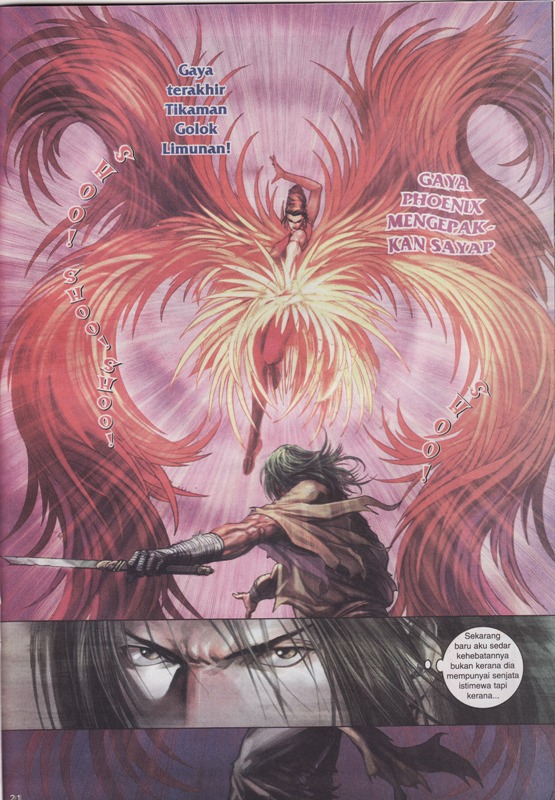 Gaya
terakhir
Tikaman
Golok
Limunan!
GAYA
PHOENIX
MENGEPAK-
KAN SAYAP
SHOO!
SHOO! SHOO!
SHOO!
Sekarang
baru aku sedar
kehebatannya
bukan kerana dia
mempunyai senjata
istimewa tapi
kerana...
21